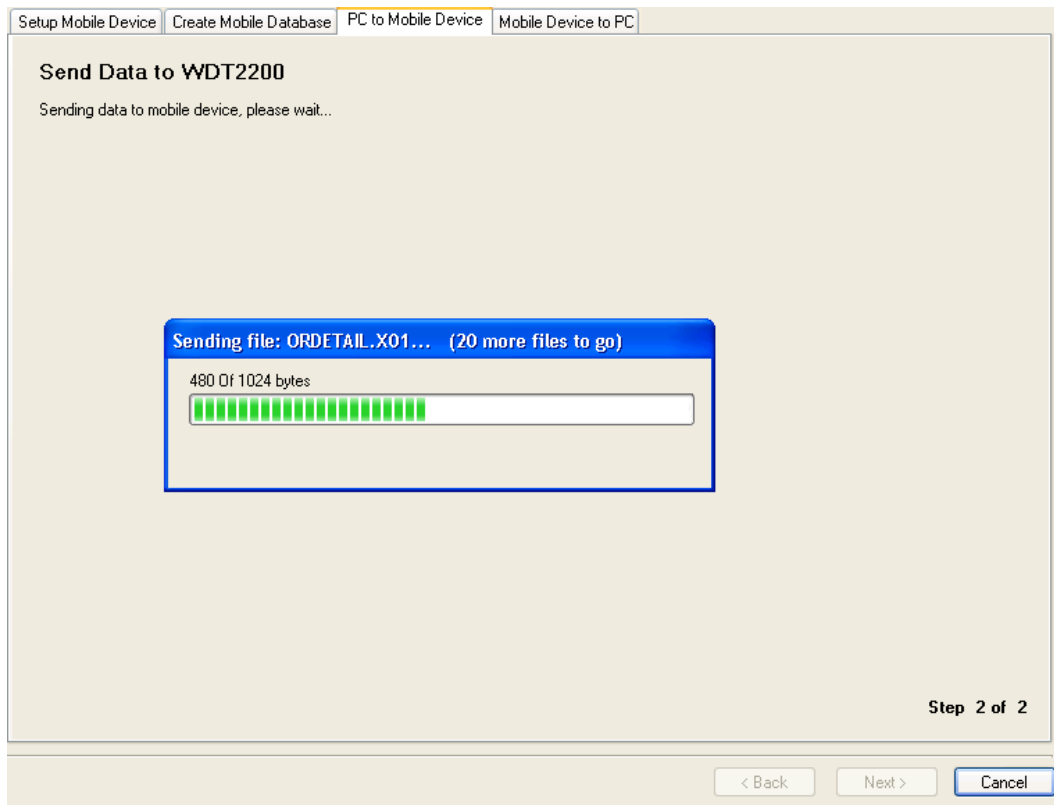 Setup Mobile Device Create Mobile Database PC to Mobile Device Mobile Device to PC
Send Data to WDT2200
Sending data to mobile device, please wait...
Sending file: ORDETAIL.X01... (20 more files to go)
480 Of 1024 bytes
Step 2 of 2
< Back Next > Cancel